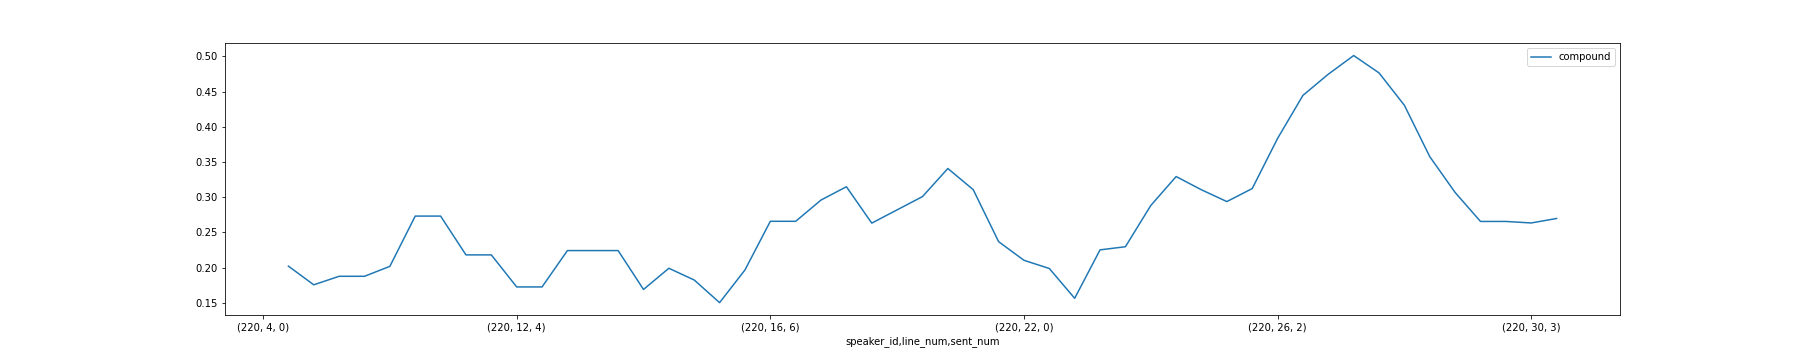 compound
0.50
0.45
0.40
0.35
0.30
0.25
0.20
0.15
(220, 4, 0) (220, 12, 4) (220, 16, 6) (220, 22, 0) (220, 26, 2) (220, 30, 3)
speaker_id,line_num,sent_num